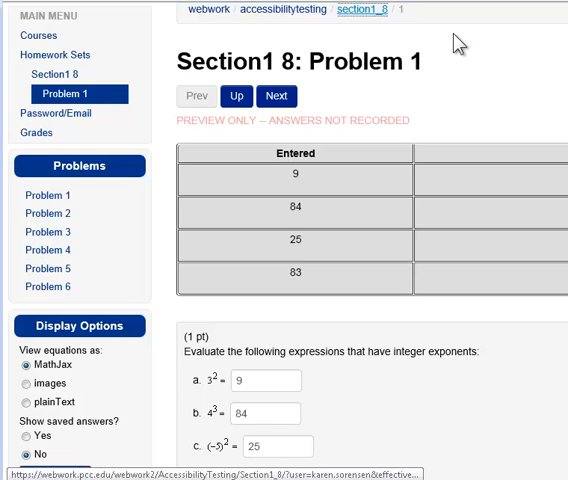 MAIN MENU
Courses
Homework Sets
Section1 8
Problem 1
Password/Email
Grades
Problems
Problem 1
Problem 2
Problem 3
Problem 4
Problem 5
Problem 6
Display Options
View equations as:
MathJax
images
plainText
Show saved answers?
Yes
No
webwork / accessibilitytesting / section1_8 / 1
Section1 8: Problem 1
Prev Up Next
PREVIEW ONLY -- ANSWERS NOT RECORDED
Entered
9
84
25
83
(1 pt)
Evaluate the following expressions that have integer exponents:
a. 3² = 9
b. 4³ = 84
c. (−5)² = 25
https://webwork.pcc.edu/webwork2/AccessibilityTesting/Section1_8/?user=karen.sorensen&effective...